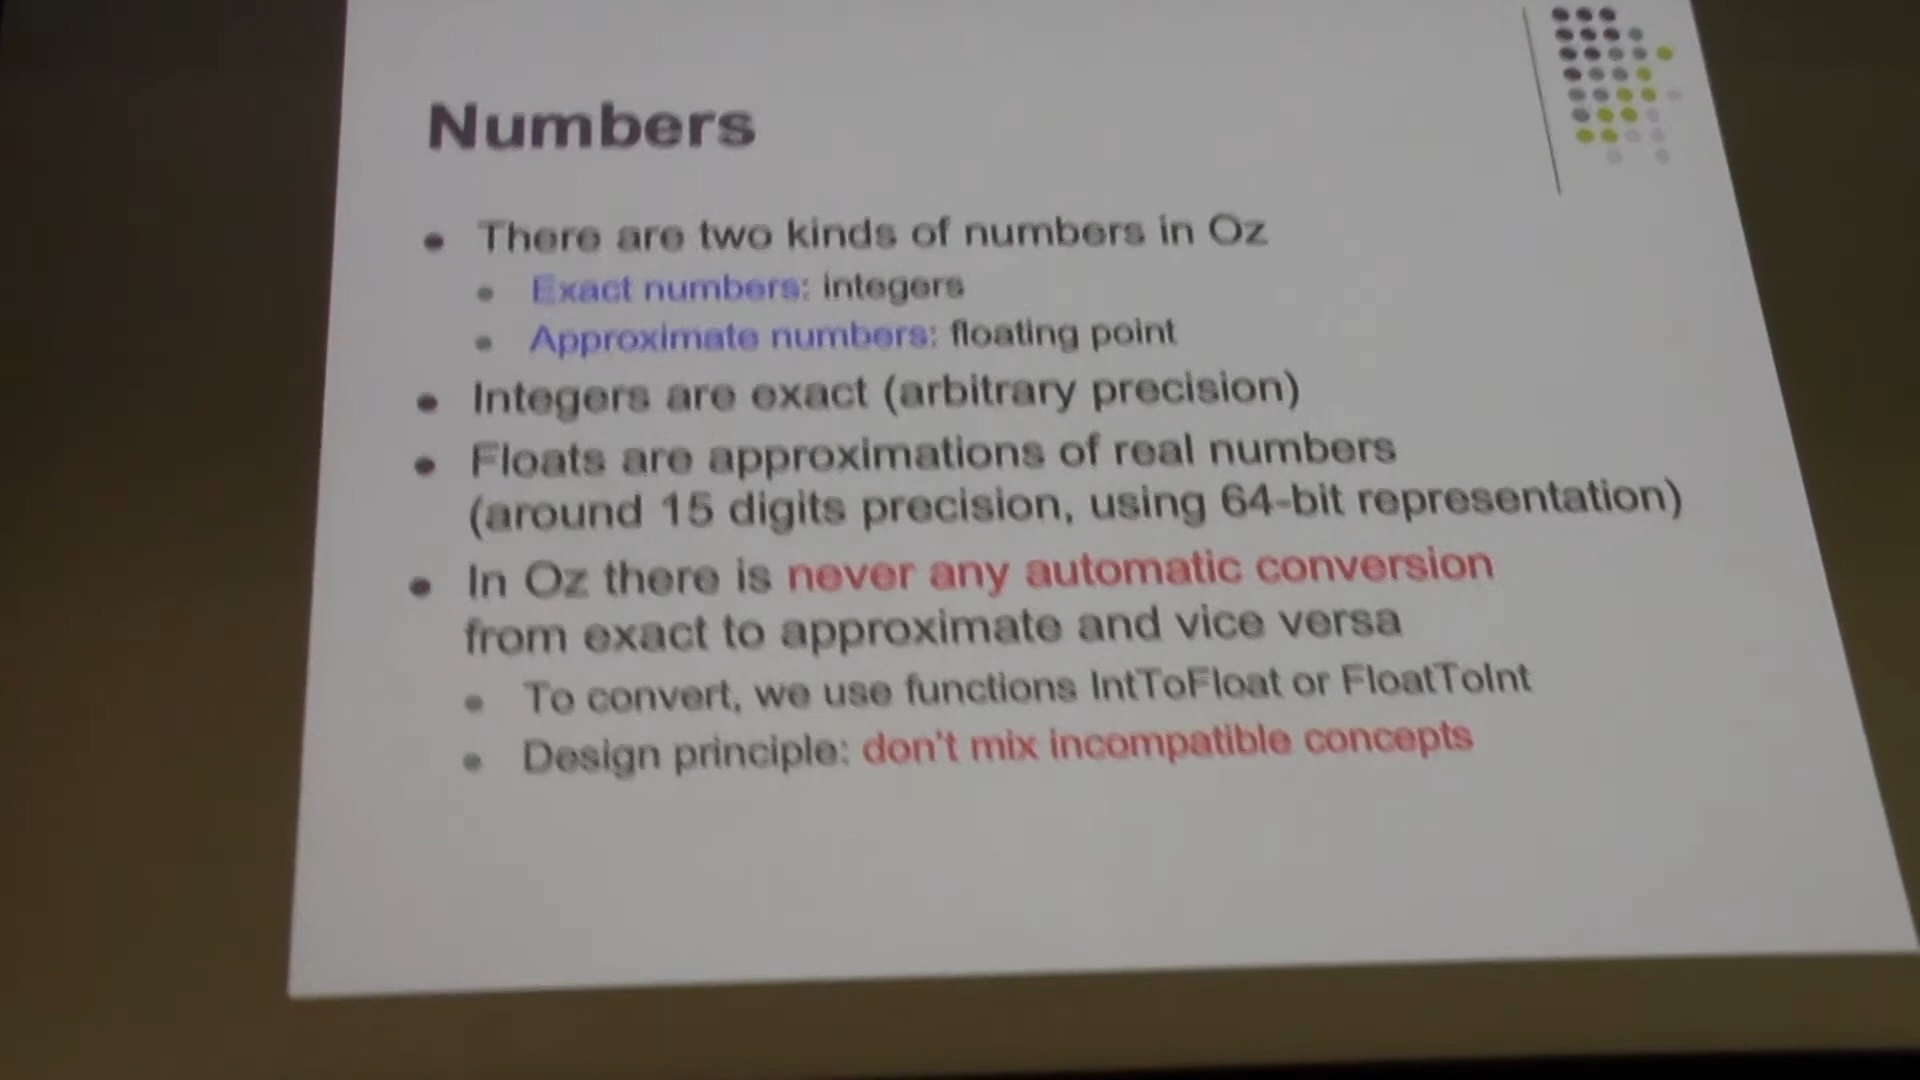 Numbers
There are two kinds of numbers in Oz
Exact numbers: integers
Approximate numbers: floating point
Integers are exact (arbitrary precision)
Floats are approximations of real numbers
(around 15 digits precision, using 64-bit representation)
In Oz there is never any automatic conversion
from exact to approximate and vice versa
To convert, we use functions IntToFloat or FloatToInt
Design principle: don't mix incompatible concepts